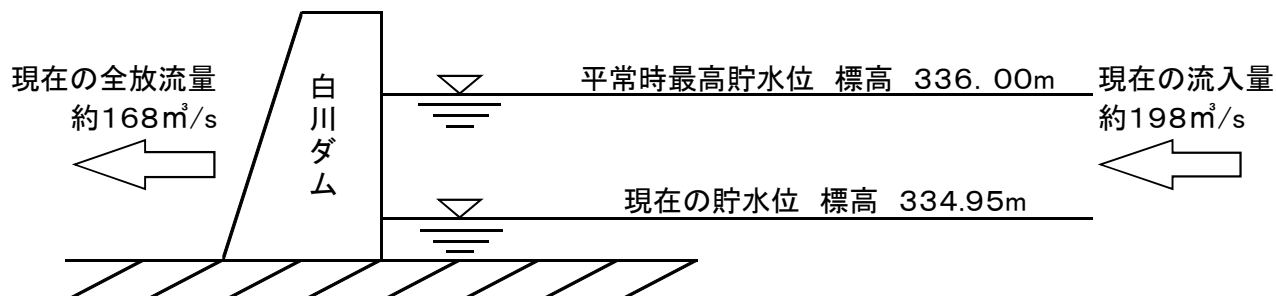 現在の全放流量
約168㎥/s
白川ダム
平常時最高貯水位 標高 336．00m
現在の貯水位 標高 334.95m
現在の流入量
約198㎥/s